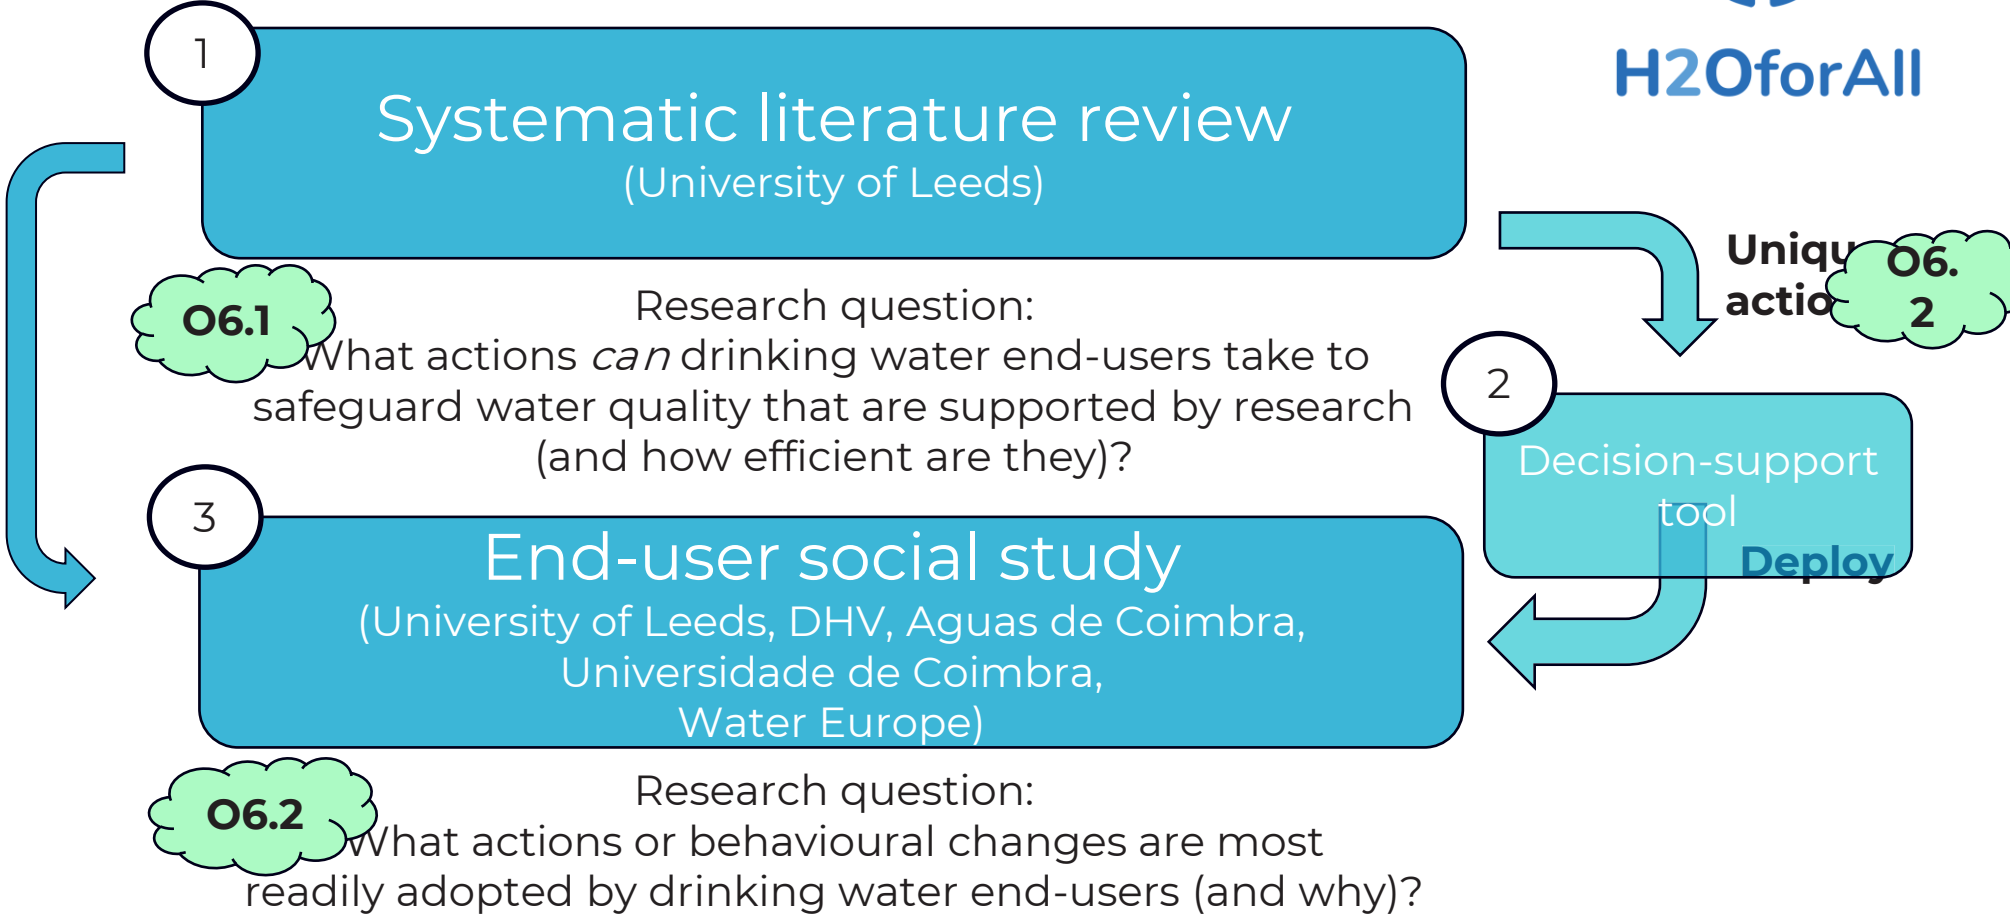 H2OforAll
1
Systematic literature review
(University of Leeds)
O6.1
Research question:
What actions can drinking water end-users take to
safeguard water quality that are supported by research
(and how efficient are they)?
O6.
2
2
Decision-support
tool
Deploy
3
End-user social study
(University of Leeds, DHV, Aguas de Coimbra,
Universidade de Coimbra,
Water Europe)
O6.2
Research question:
What actions or behavioural changes are most
readily adopted by drinking water end-users (and why)?